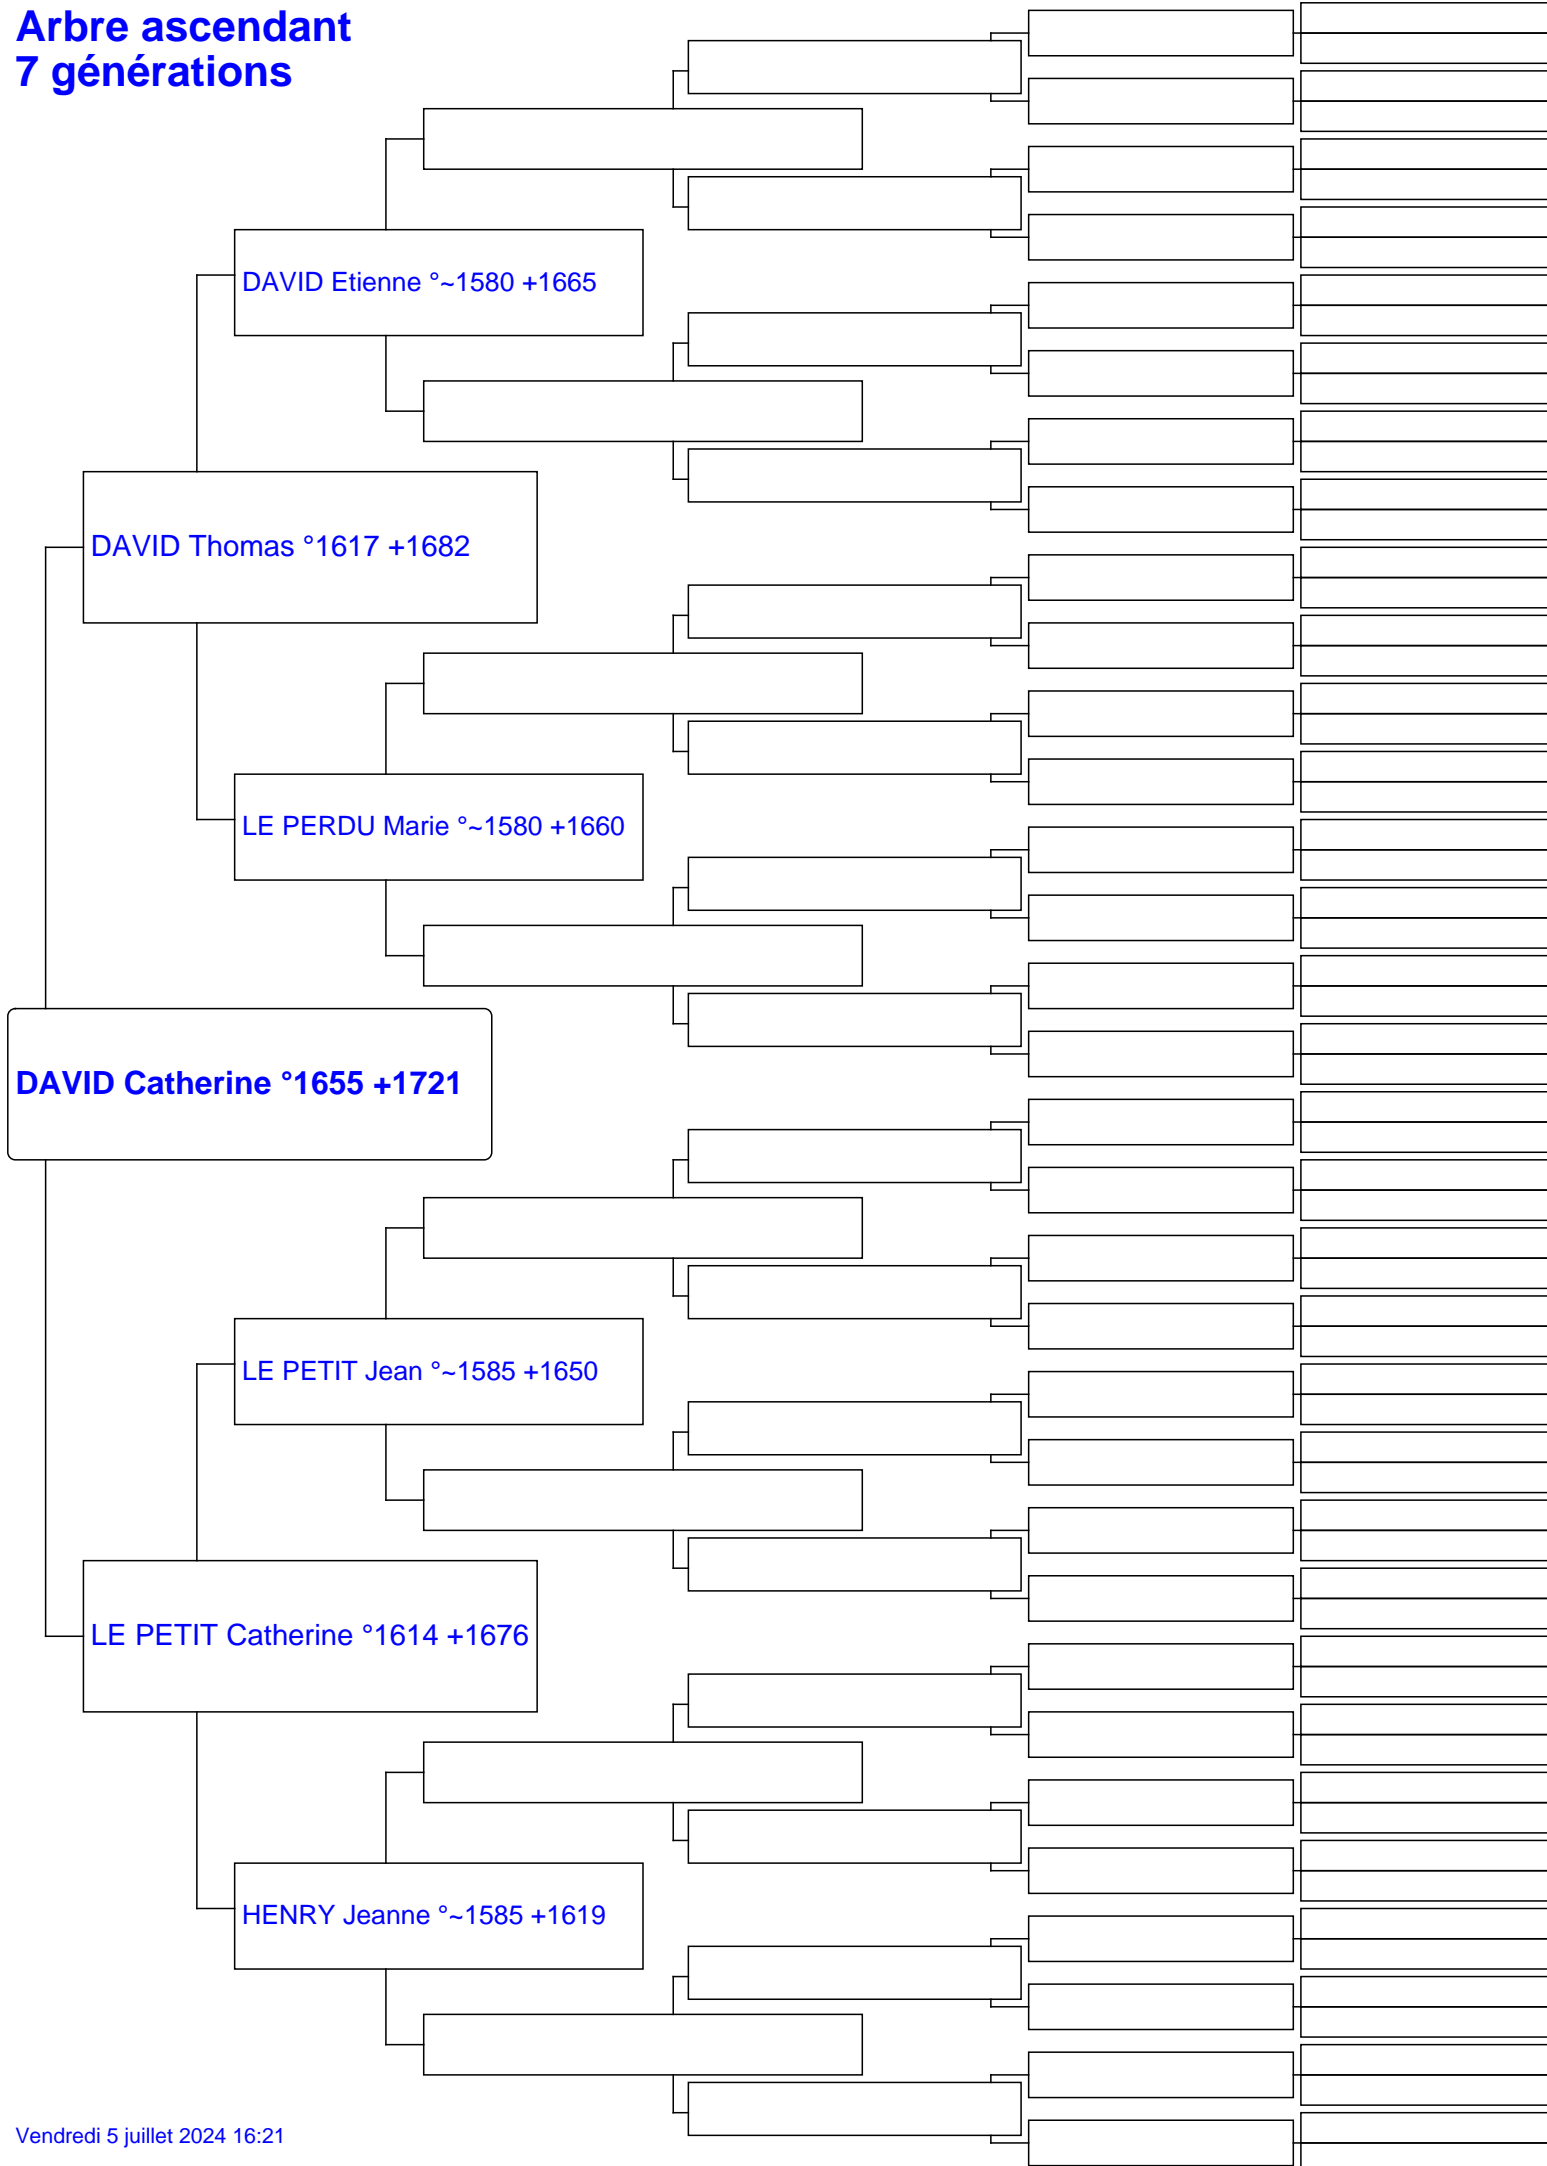 Arbre ascendant
7 générations
DAVID Etienne °~1580 +1665
DAVID Thomas °1617 +1682
LE PERDU Marie °~1580 +1660
DAVID Catherine °1655 +1721
LE PETIT Jean °~1585 +1650
LE PETIT Catherine °1614 +1676
HENRY Jeanne °~1585 +1619
Vendredi 5 juillet 2024 16:21